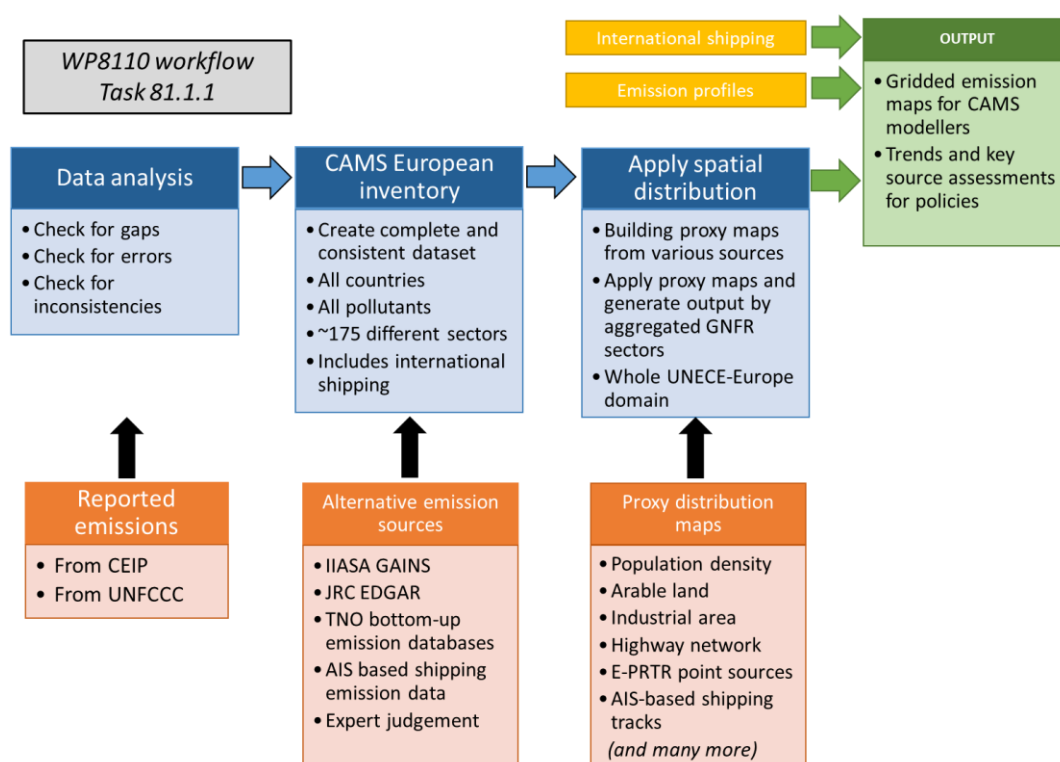 WP8110 workflow
Task 81.1.1
International shipping
Emission profiles
OUTPUT
• Gridded emission maps for CAMS modellers
• Trends and key source assessments for policies
Data analysis
• Check for gaps
• Check for errors
• Check for inconsistencies
CAMS European inventory
• Create complete and consistent dataset
• All countries
• All pollutants
• ~175 different sectors
• Includes international shipping
Apply spatial distribution
• Building proxy maps from various sources
• Apply proxy maps and generate output by aggregated GNFR sectors
• Whole UNECE-Europe domain
Reported emissions
• From CEIP
• From UNFCCC
Alternative emission sources
• IIASA GAINS
• JRC EDGAR
• TNO bottom-up emission databases
• AIS based shipping emission data
• Expert judgement
Proxy distribution maps
• Population density
• Arable land
• Industrial area
• Highway network
• E-PRTR point sources
• AIS-based shipping tracks
(and many more)